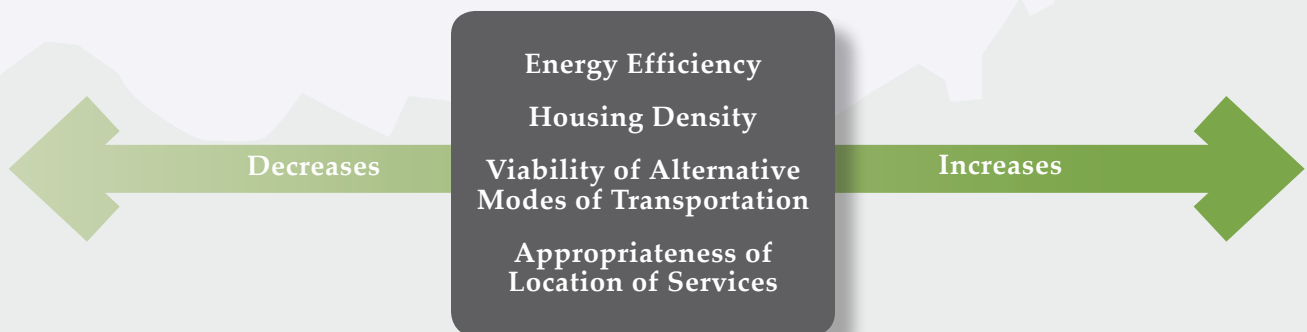 Energy Efficiency
Housing Density
Decreases
Viability of Alternative
Modes of Transportation
Increases
Appropriateness of
Location of Services